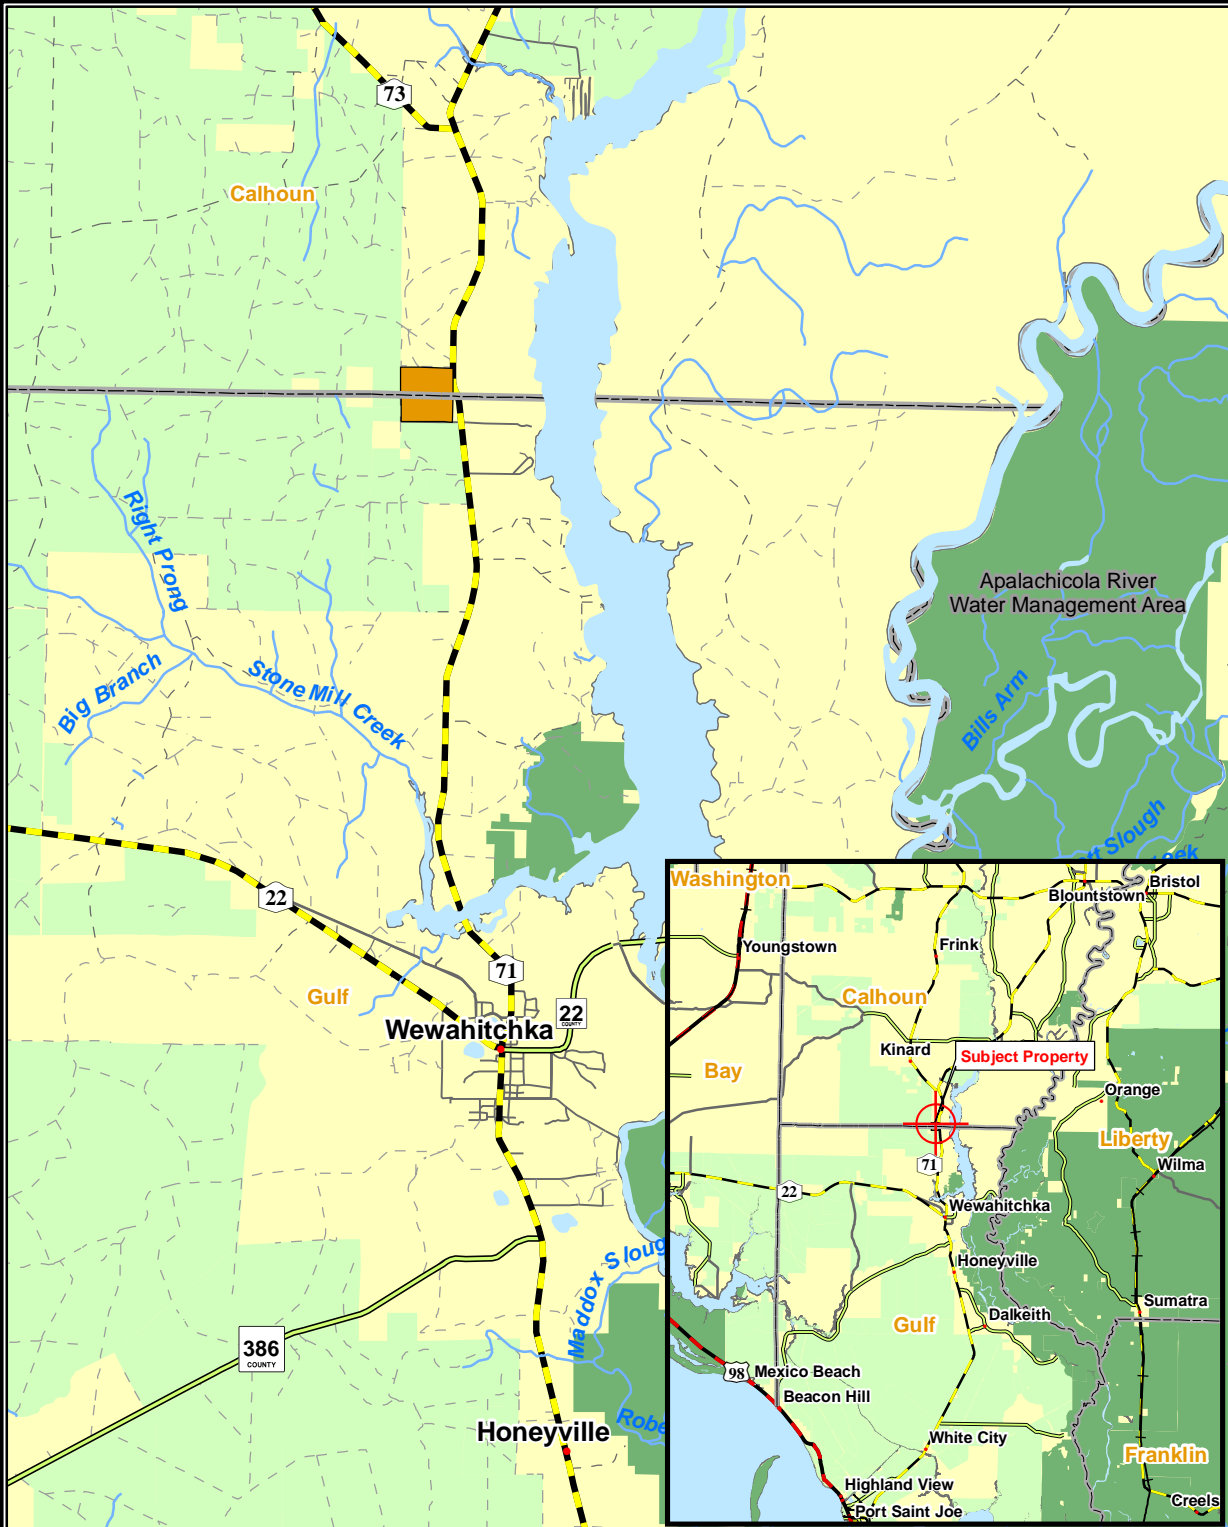 73
Calhoun
Right Prong
Apalachicola River
Water Management Area
Big Branch
Stone Mill Creek
Bills Arm
Slough
22
71
Gulf
22
COUNTY
Wewahitchka
Maddox Slough
386
COUNTY
Honeyville
Washington
Bristol
Blountstown
Youngstown
Frink
Calhoun
Kinard
Subject Property
Bay
Orange
Liberty
71
Wilma
22
Wewahitchka
Honeyville
Sumatra
Dalkeith
Gulf
98
Mexico Beach
Beacon Hill
White City
Franklin
Highland View
Creels
Port Saint Joe